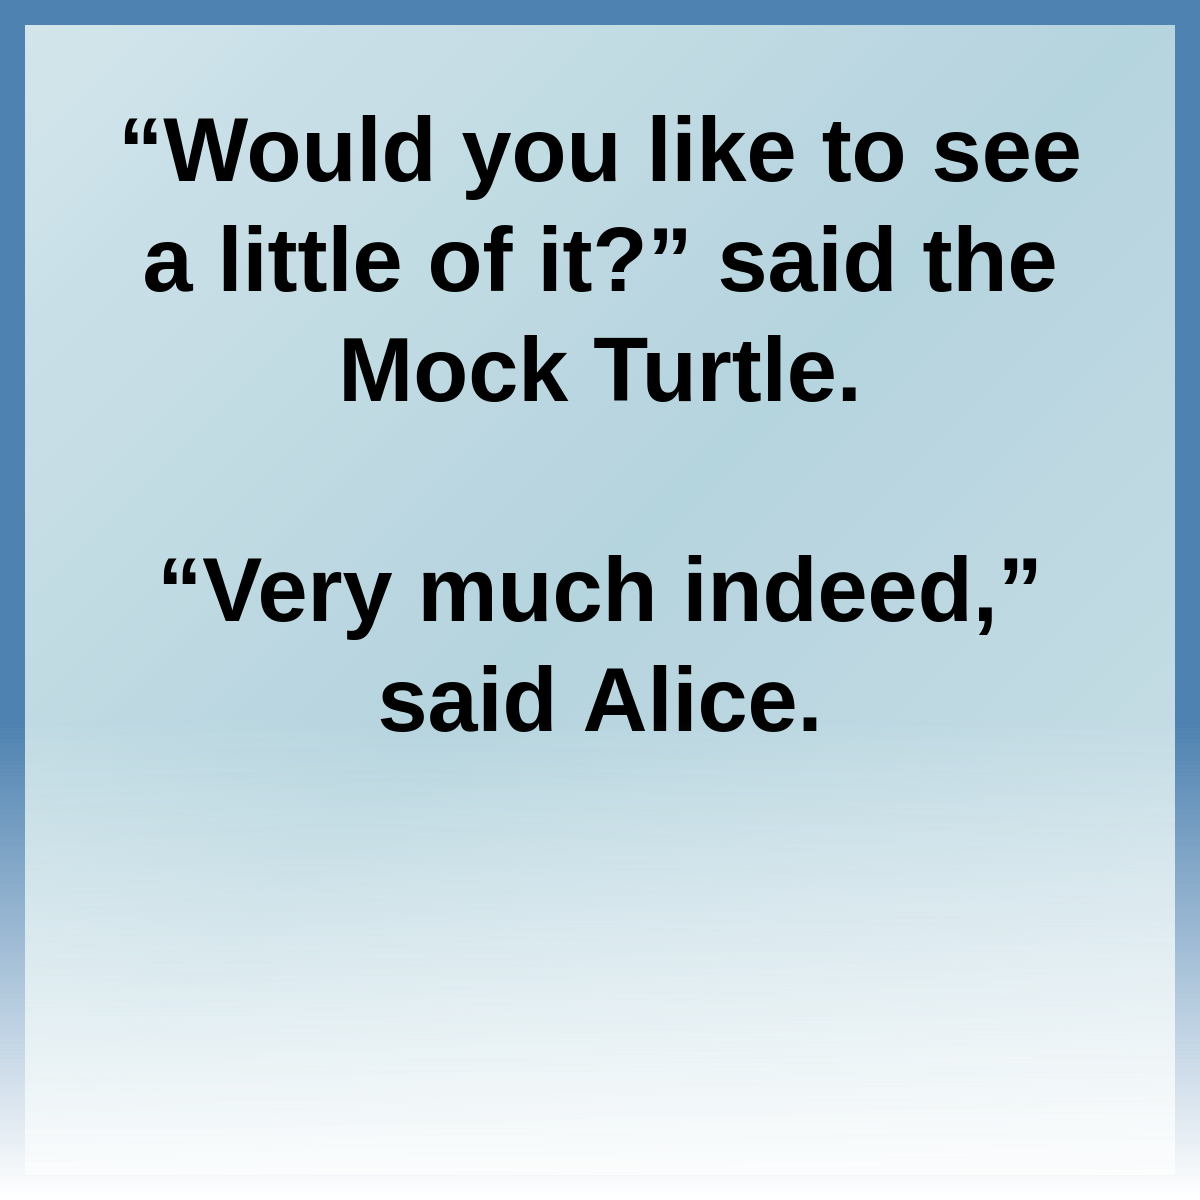 “Would you like to see
a little of it?” said the
Mock Turtle.
“Very much indeed,”
said Alice.